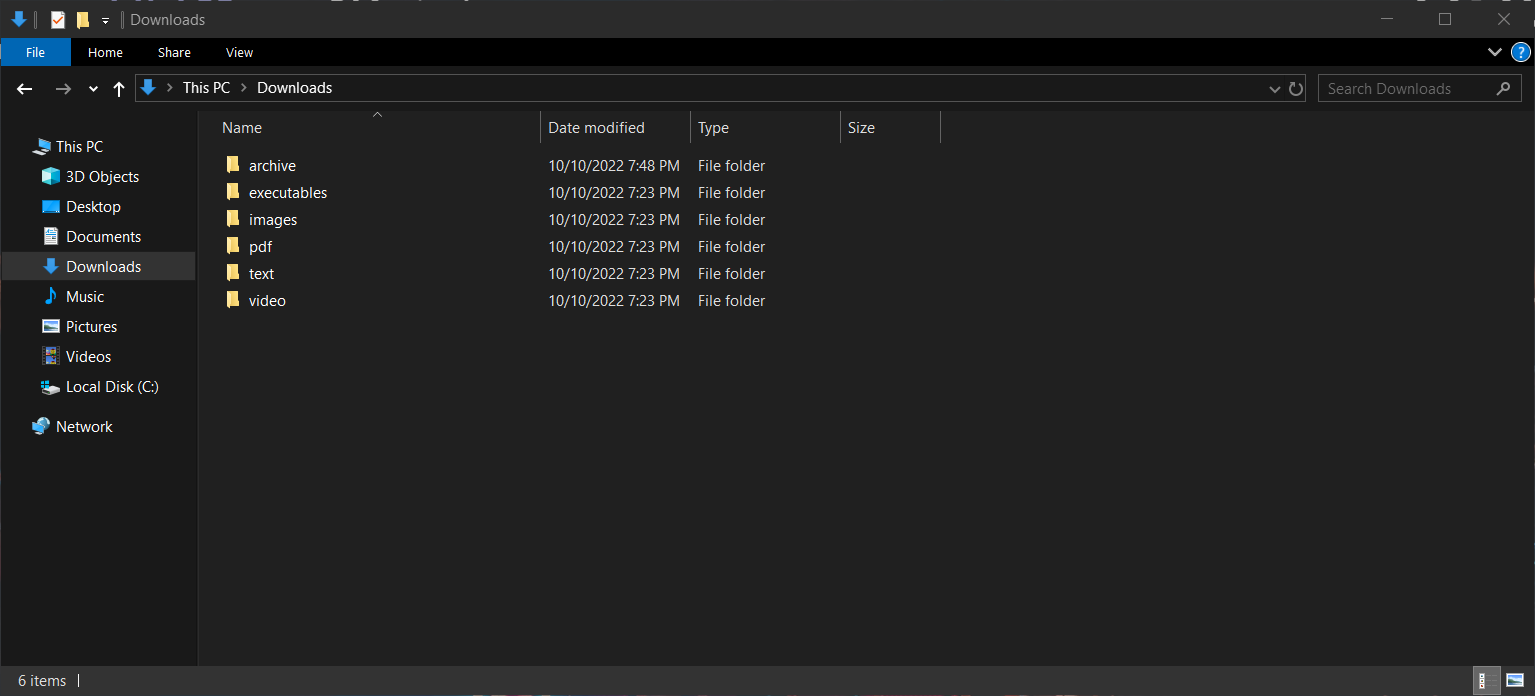 Downloads
File Home Share View
This PC Downloads
Search Downloads
Name Date modified Type Size
This PC
3D Objects
Desktop
Documents
Downloads
Music
Pictures
Videos
Local Disk (C:)
Network
archive 10/10/2022 7:48 PM File folder
executables 10/10/2022 7:23 PM File folder
images 10/10/2022 7:23 PM File folder
pdf 10/10/2022 7:23 PM File folder
text 10/10/2022 7:23 PM File folder
video 10/10/2022 7:23 PM File folder
6 items